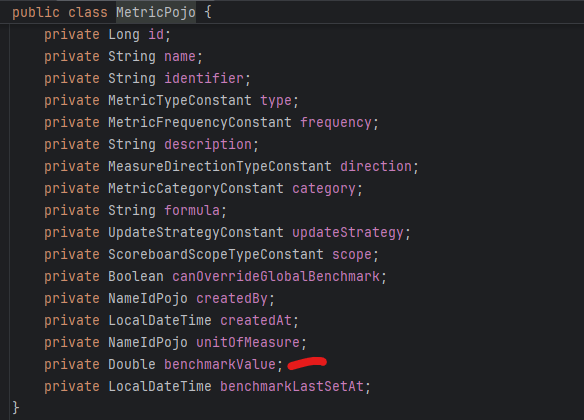 public class MetricPojo {
private Long id;
private String name;
private String identifier;
private MetricTypeConstant type;
private MetricFrequencyConstant frequency;
private String description;
private MeasureDirectionTypeConstant direction;
private MetricCategoryConstant category;
private String formula;
private UpdateStrategyConstant updateStrategy;
private ScoreboardScopeTypeConstant scope;
private Boolean canOverrideGlobalBenchmark;
private NameIdPojo createdBy;
private LocalDateTime createdAt;
private NameIdPojo unitOfMeasure;
private Double benchmarkValue;
private LocalDateTime benchmarkLastSetAt;
}